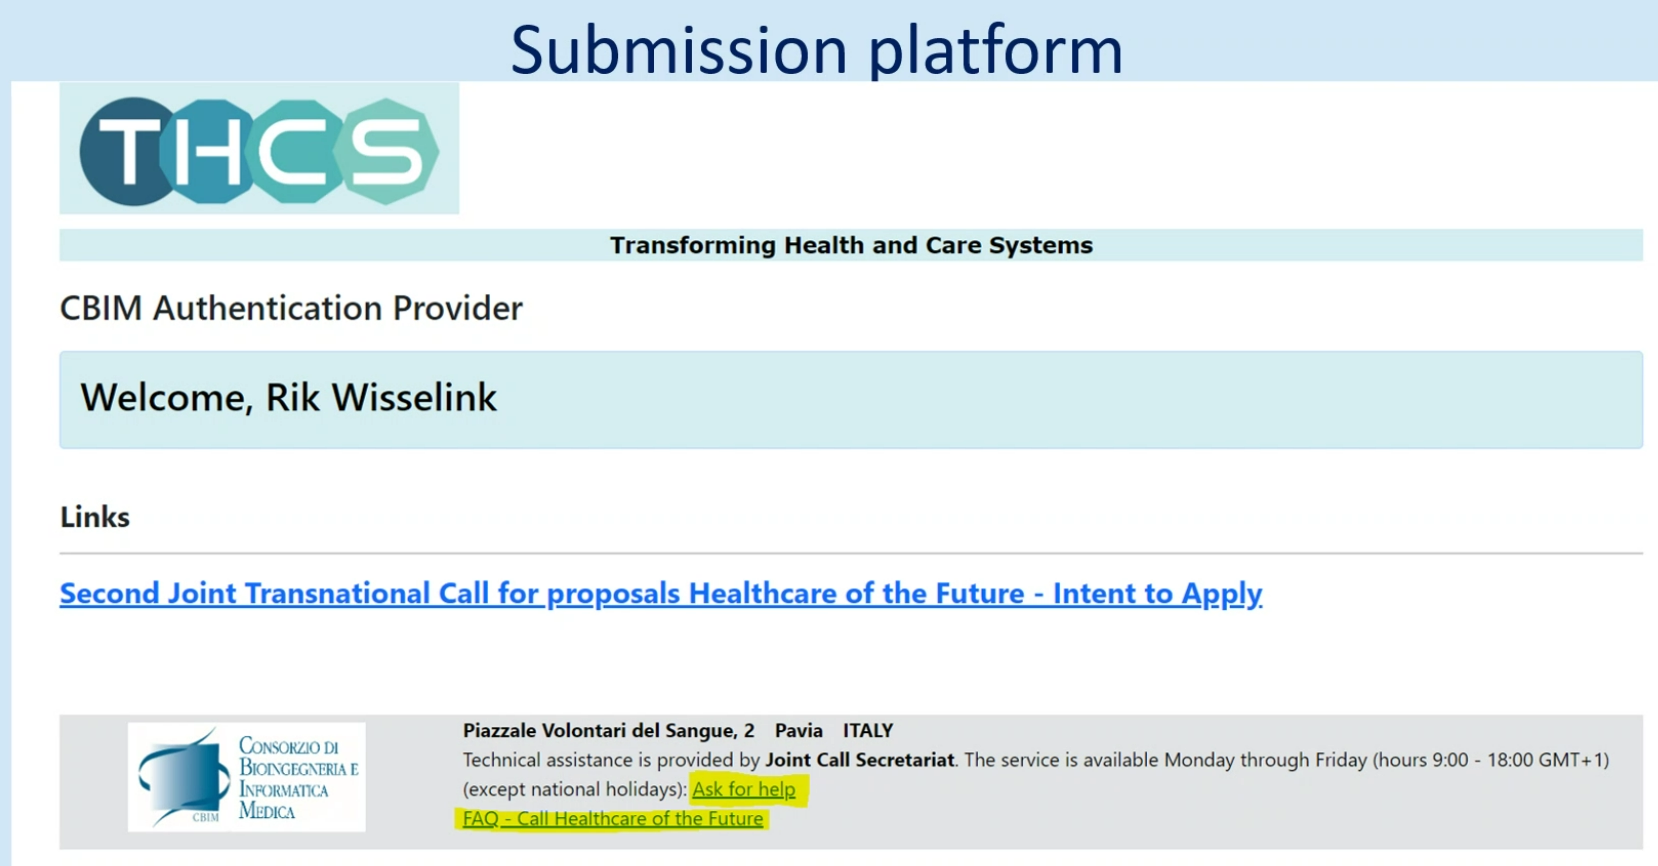 Submission platform
THCS
Transforming Health and Care Systems
CBIM Authentication Provider
Welcome, Rik Wisselink
Links
Second Joint Transnational Call for proposals Healthcare of the Future - Intent to Apply
CONSORZIO DI
BIOINGEGNERIA E
INFORMATICA
MEDICA
CBIM
Piazzale Volontari del Sangue, 2 Pavia ITALY
Technical assistance is provided by Joint Call Secretariat. The service is available Monday through Friday (hours 9:00 - 18:00 GMT+1)
(except national holidays): Ask for help
FAQ - Call Healthcare of the Future